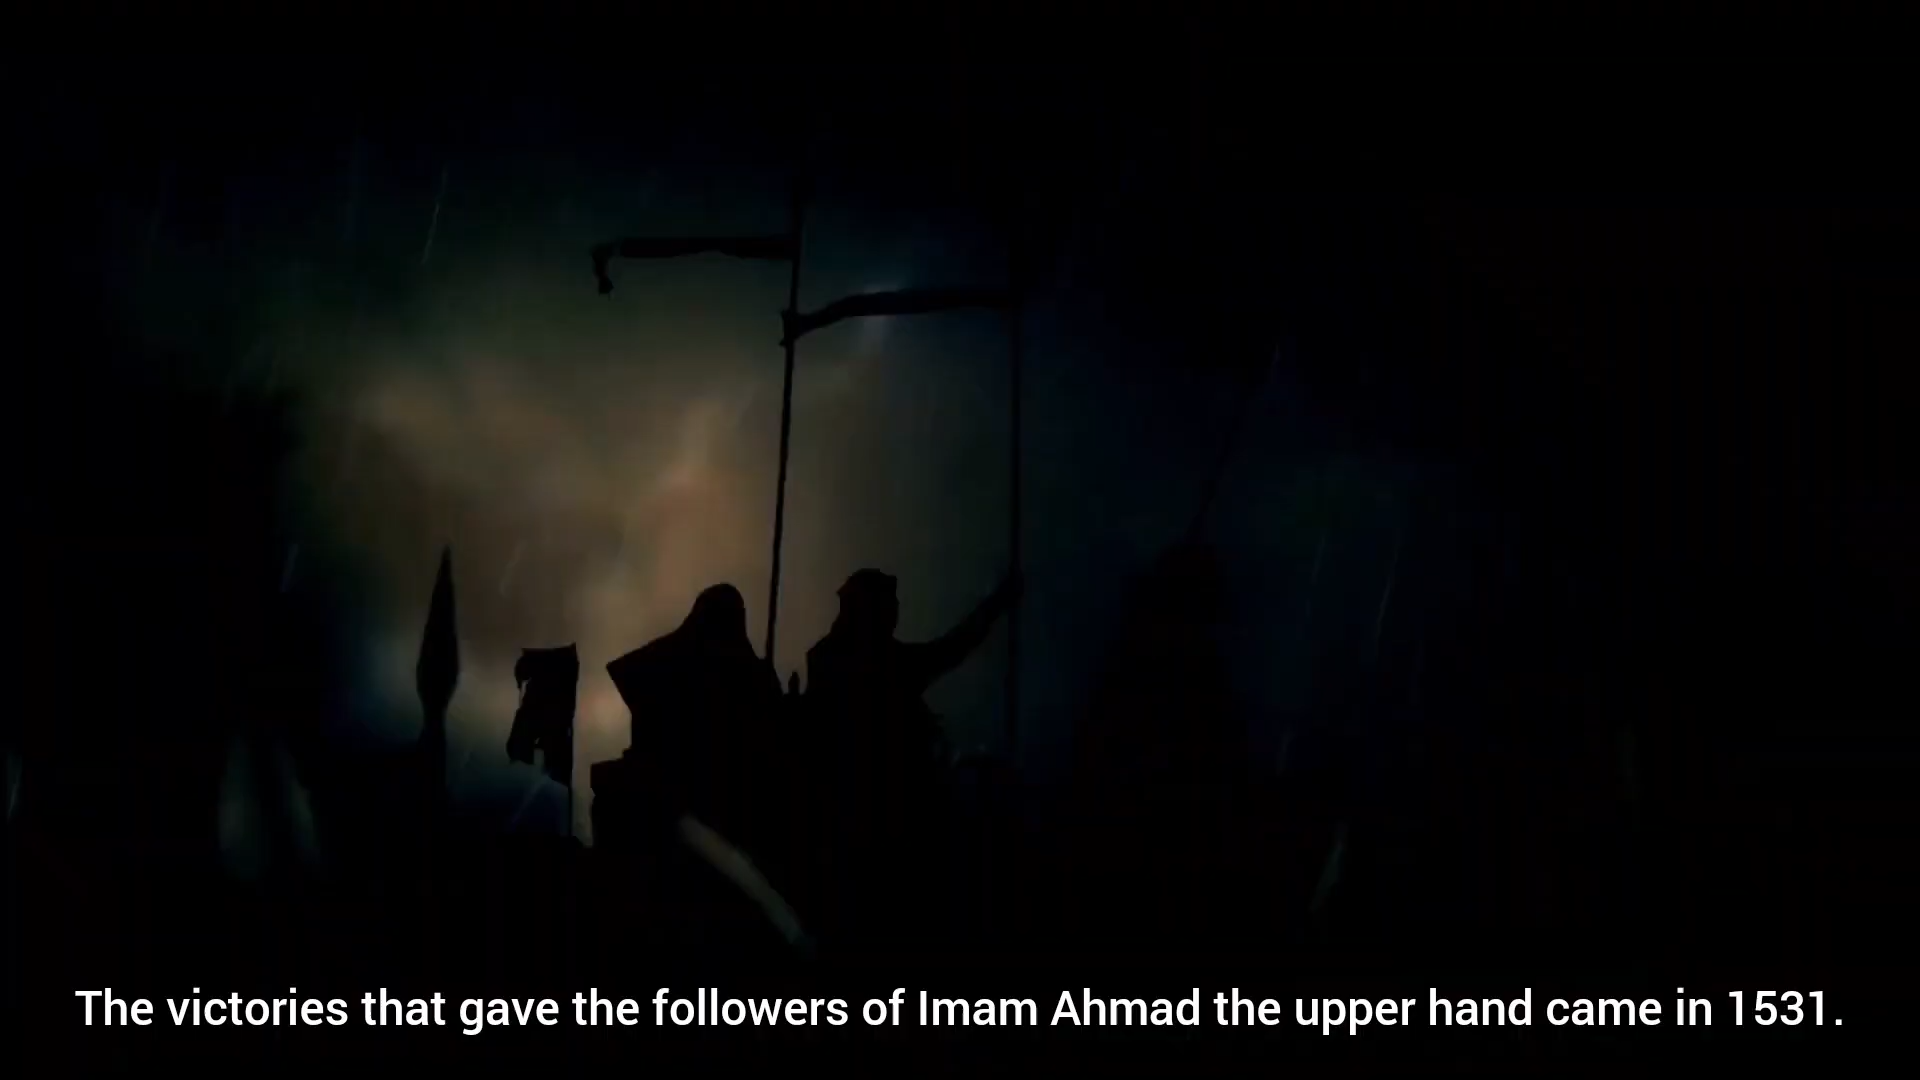 The victories that gave the followers of Imam Ahmad the upper hand came in 1531.